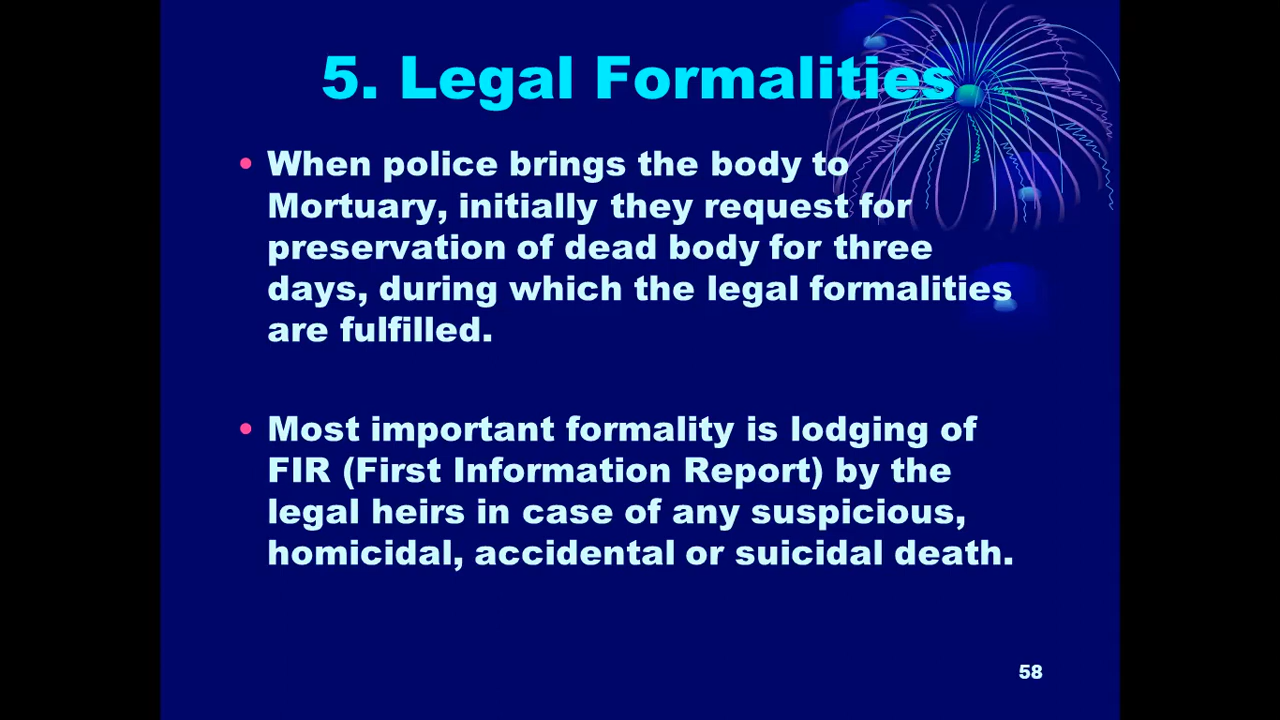 5. Legal Formalities
• When police brings the body to
Mortuary, initially they request for
preservation of dead body for three
days, during which the legal formalities
are fulfilled.
• Most important formality is lodging of
FIR (First Information Report) by the
legal heirs in case of any suspicious,
homicidal, accidental or suicidal death.
58